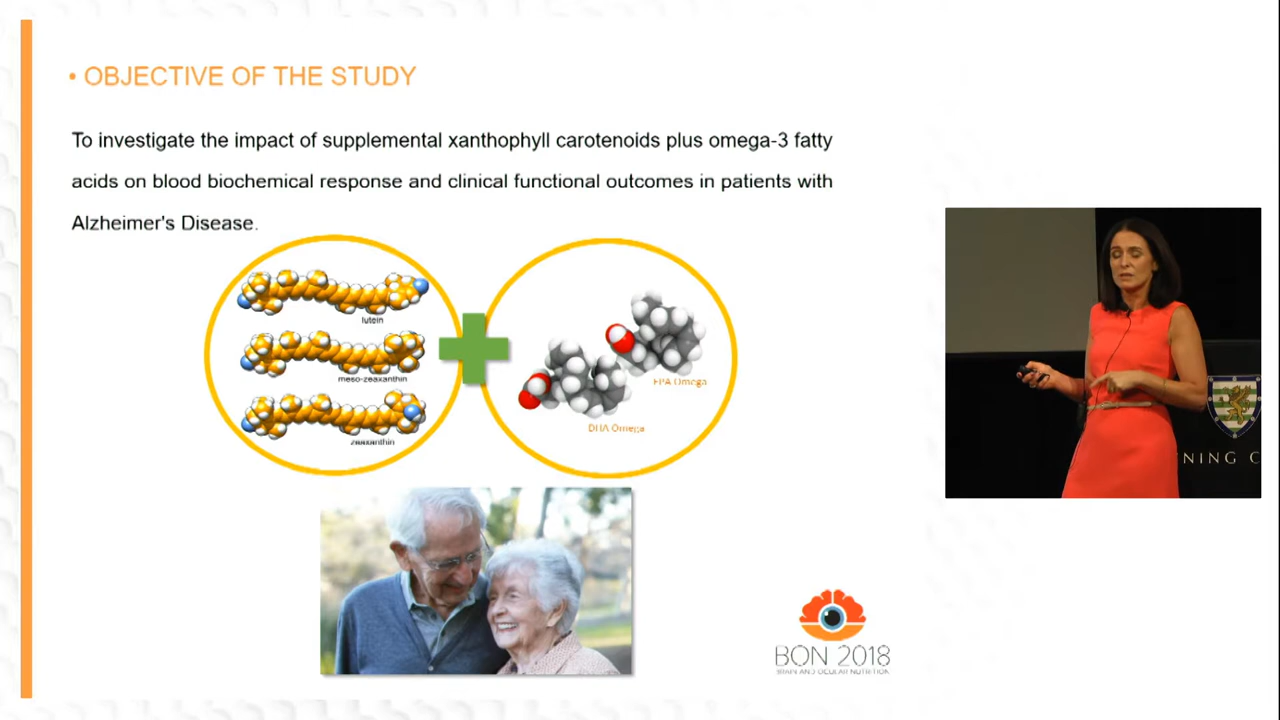 • OBJECTIVE OF THE STUDY
To investigate the impact of supplemental xanthophyll carotenoids plus omega-3 fatty
acids on blood biochemical response and clinical functional outcomes in patients with
Alzheimer's Disease.
lutein
meso-zeaxanthin
zeaxanthin
EPA Omega
DHA Omega
BON 2018
BRAIN AND OCULAR NUTRITION
NING C